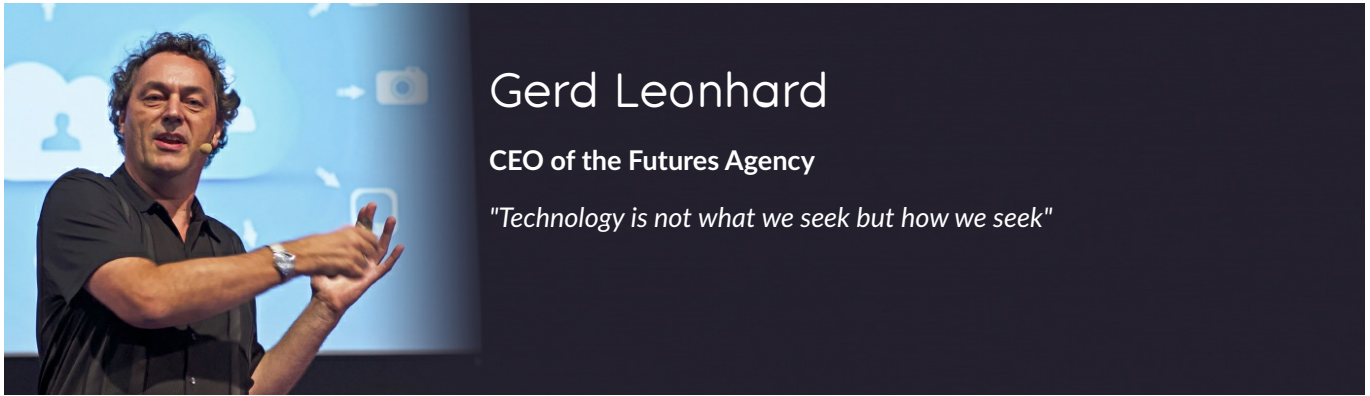 Gerd Leonhard
CEO of the Futures Agency
"Technology is not what we seek but how we seek"